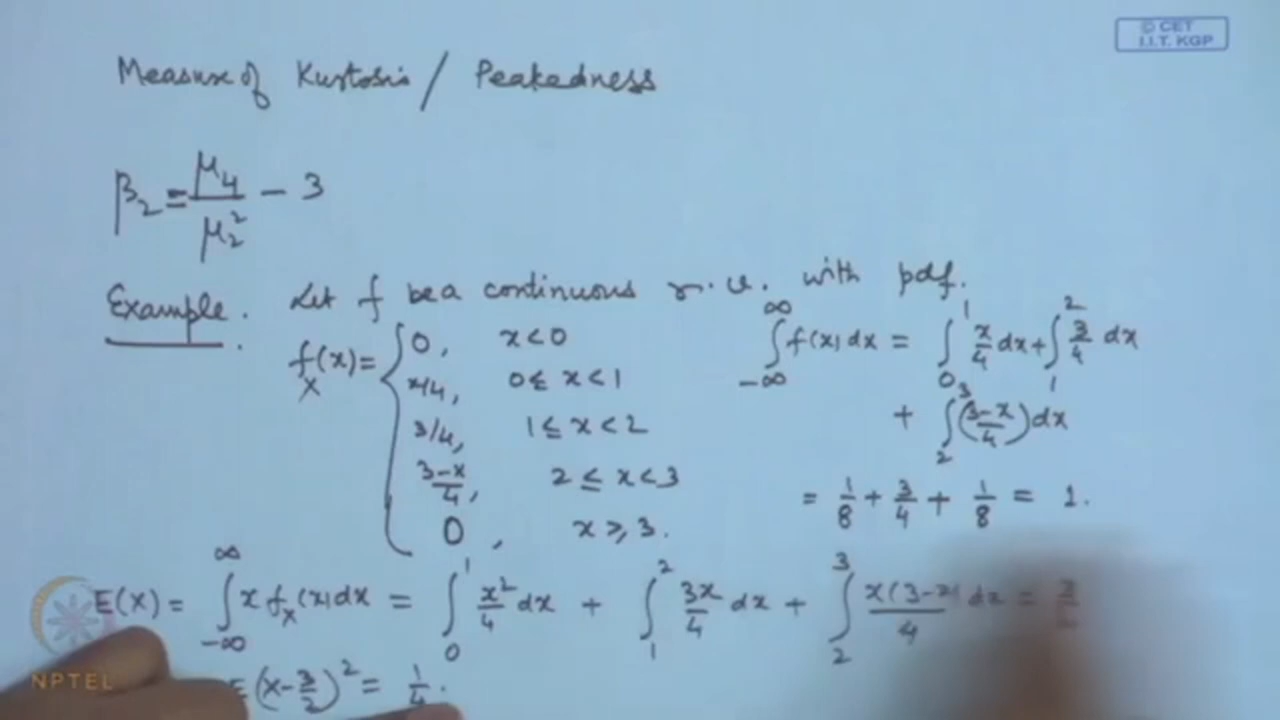 © CET
I.I.T. KGP
Measure of Kurtosis / Peakedness
β₂ = μ₄/μ₂² − 3
Example. Let f be a continuous r.v. with pdf.
f_X(x) = { 0, x < 0
x/4, 0 ≤ x < 1
3/4, 1 ≤ x < 2
(3−x)/4, 2 ≤ x < 3
0, x ≥ 3.
∫_{−∞}^{∞} f(x) dx = ∫_0^1 x/4 dx + ∫_1^2 3/4 dx
+ ∫_2^3 ((3−x)/4) dx
= 1/8 + 3/4 + 1/8 = 1.
E(X) = ∫_{−∞}^{∞} x f_X(x) dx = ∫_0^1 x²/4 dx + ∫_1^2 3x/4 dx + ∫_2^3 x(3−x)/4 dx =
E(X−3/2)² = 1/4.
NPTEL